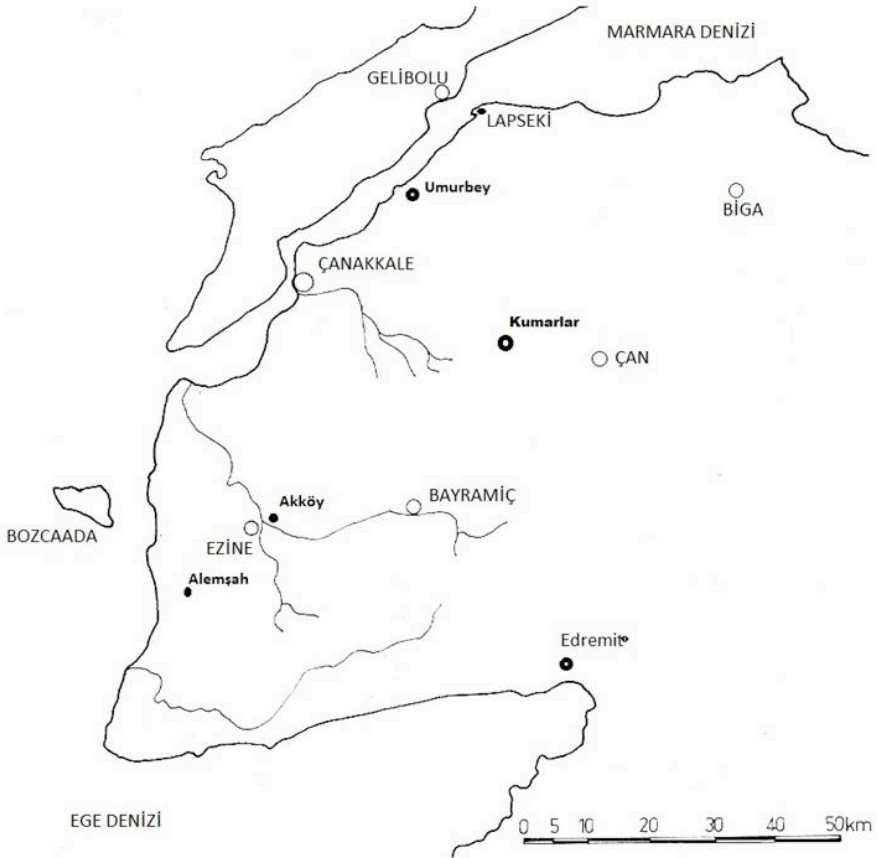 MARMARA DENİZİ
GELİBOLU
LAPSEKİ
Umurbey
BİGA
ÇANAKKALE
Kumarlar
ÇAN
BAYRAMİÇ
Akköy
BOZCAADA
EZİNE
Alemşah
Edremit
EGE DENİZİ
0 5 10 20 30 40 50km